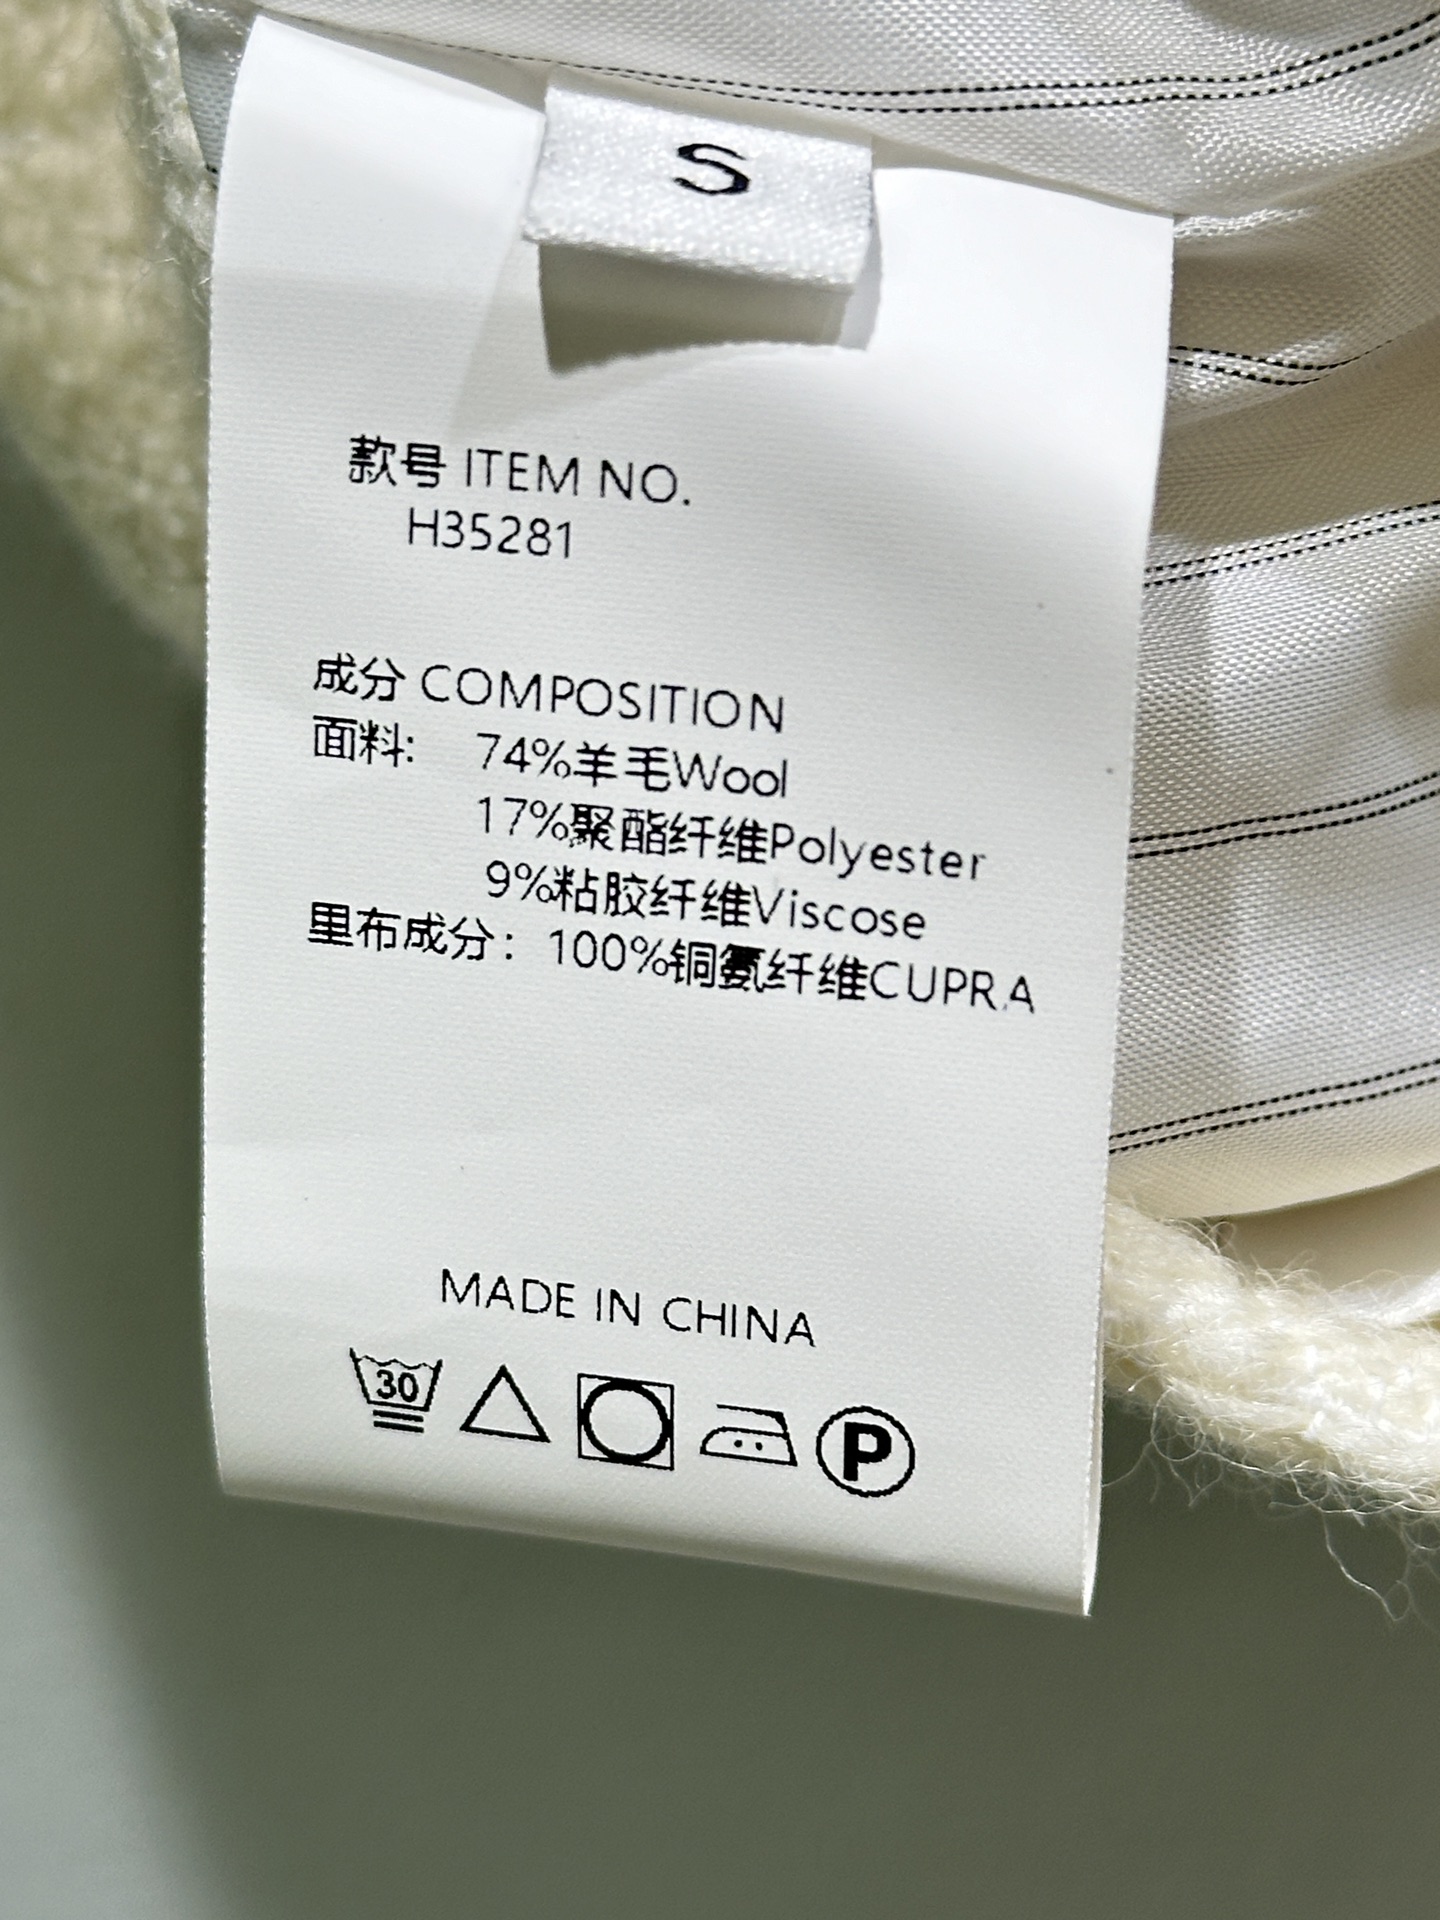 S
款号 ITEM NO.
H35281
成分 COMPOSITION
面料: 74%羊毛Wool
17%聚酯纤维Polyester
9%粘胶纤维Viscose
里布成分: 100%铜氨纤维CUPRA
MADE IN CHINA
30 P